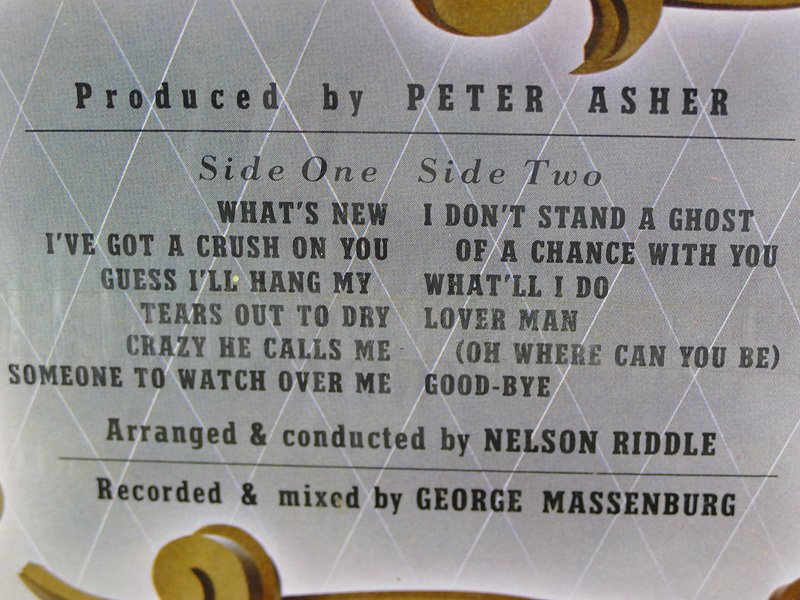 Produced by PETER ASHER
Side One
WHAT'S NEW
I'VE GOT A CRUSH ON YOU
GUESS I'LL HANG MY
TEARS OUT TO DRY
CRAZY HE CALLS ME
SOMEONE TO WATCH OVER ME
Side Two
I DON'T STAND A GHOST
OF A CHANCE WITH YOU
WHAT'LL I DO
LOVER MAN
(OH WHERE CAN YOU BE)
GOOD-BYE
Arranged & conducted by NELSON RIDDLE
Recorded & mixed by GEORGE MASSENBURG